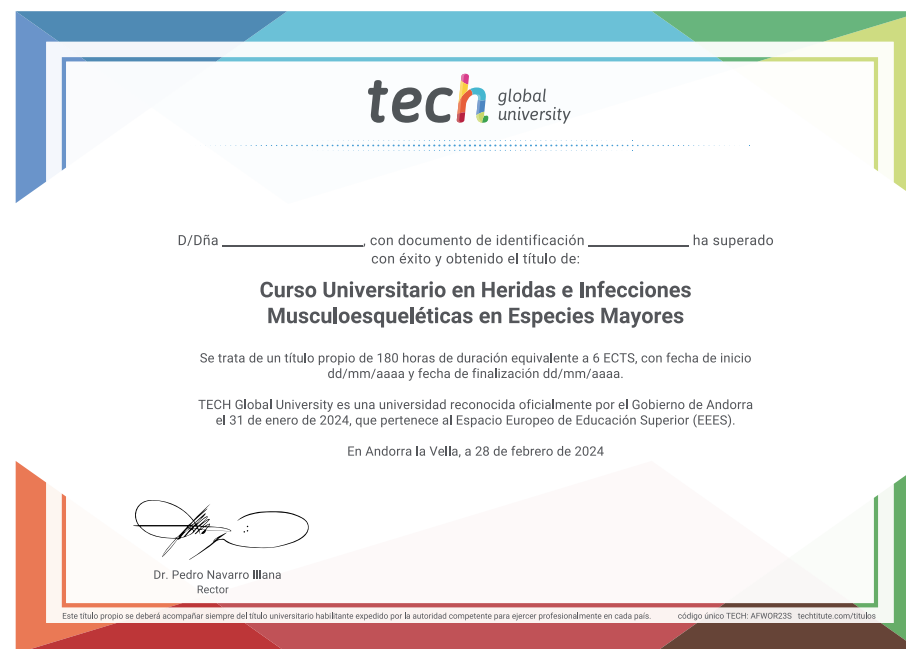 tech global
university
D/Dña ______________, con documento de identificación ____________ ha superado
con éxito y obtenido el título de:
Curso Universitario en Heridas e Infecciones
Musculoesqueléticas en Especies Mayores
Se trata de un título propio de 180 horas de duración equivalente a 6 ECTS, con fecha de inicio
dd/mm/aaaa y fecha de finalización dd/mm/aaaa.
TECH Global University es una universidad reconocida oficialmente por el Gobierno de Andorra
el 31 de enero de 2024, que pertenece al Espacio Europeo de Educación Superior (EEES).
En Andorra la Vella, a 28 de febrero de 2024
Dr. Pedro Navarro Illana
Rector
Este título propio se deberá acompañar siempre del título universitario habilitante expedido por la autoridad competente para ejercer profesionalmente en cada país. código único TECH: AFWOR23S techtitute.com/titulos